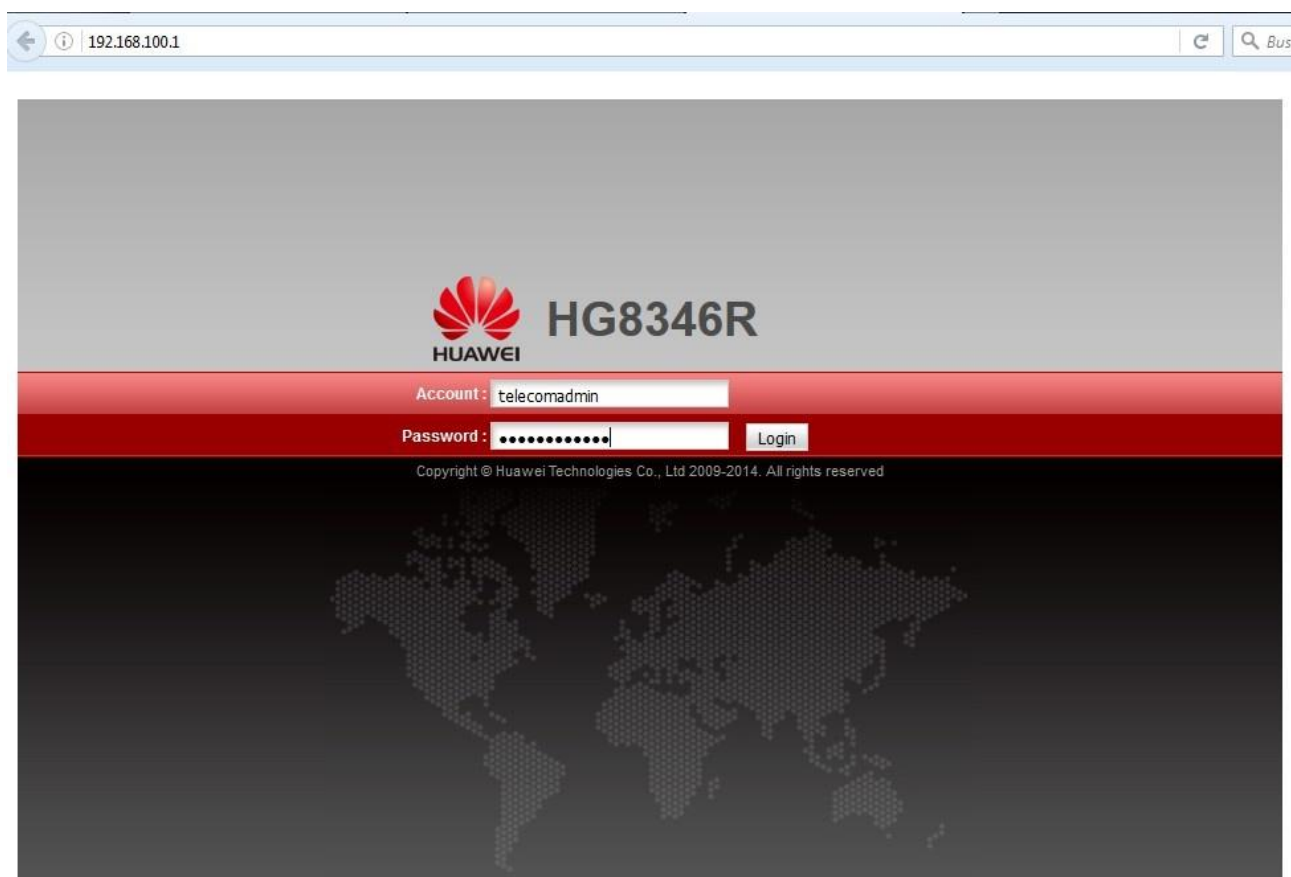 192.168.100.1
Bus
HUAWEI
HG8346R
Account : telecomadmin
Password : ••••••••••••
Login
Copyright © Huawei Technologies Co., Ltd 2009-2014. All rights reserved